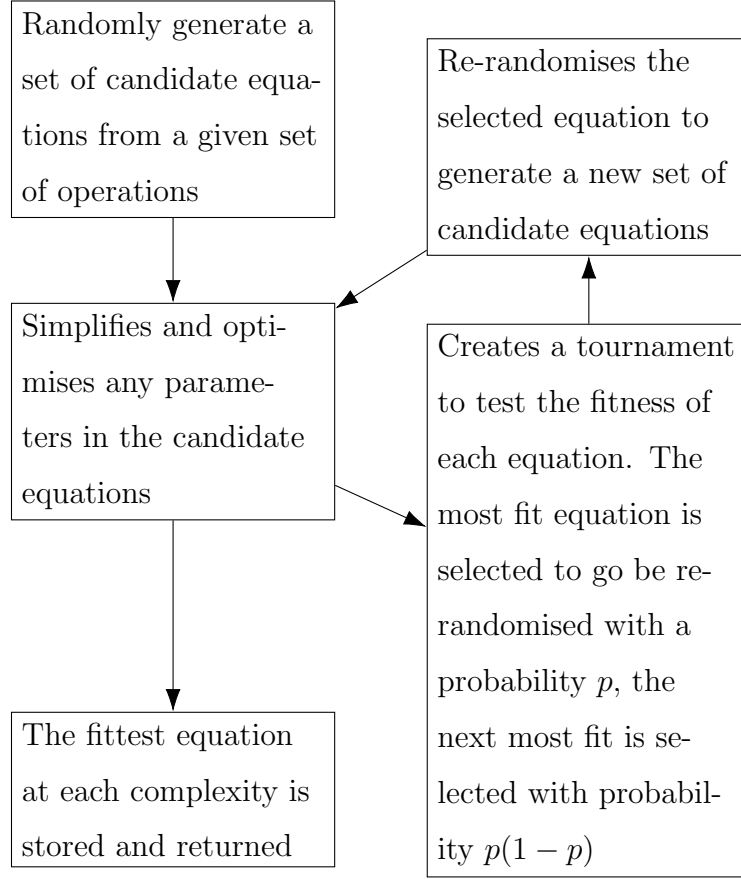 Randomly generate a
set of candidate equa-
tions from a given set
of operations
Re-randomises the
selected equation to
generate a new set of
candidate equations
Simplifies and opti-
mises any parame-
ters in the candidate
equations
Creates a tournament
to test the fitness of
each equation. The
most fit equation is
selected to go be re-
randomised with a
probability p, the
next most fit is se-
lected with probabil-
ity p(1 − p)
The fittest equation
at each complexity is
stored and returned